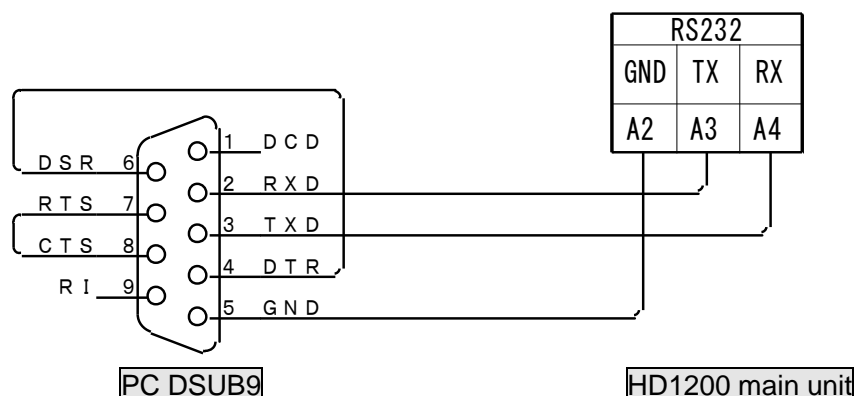 RS232
GND TX RX
A2 A3 A4
1 DCD
DSR 6
2 RXD
RTS 7
3 TXD
CTS 8
4 DTR
RI 9
5 GND
PC DSUB9
HD1200 main unit